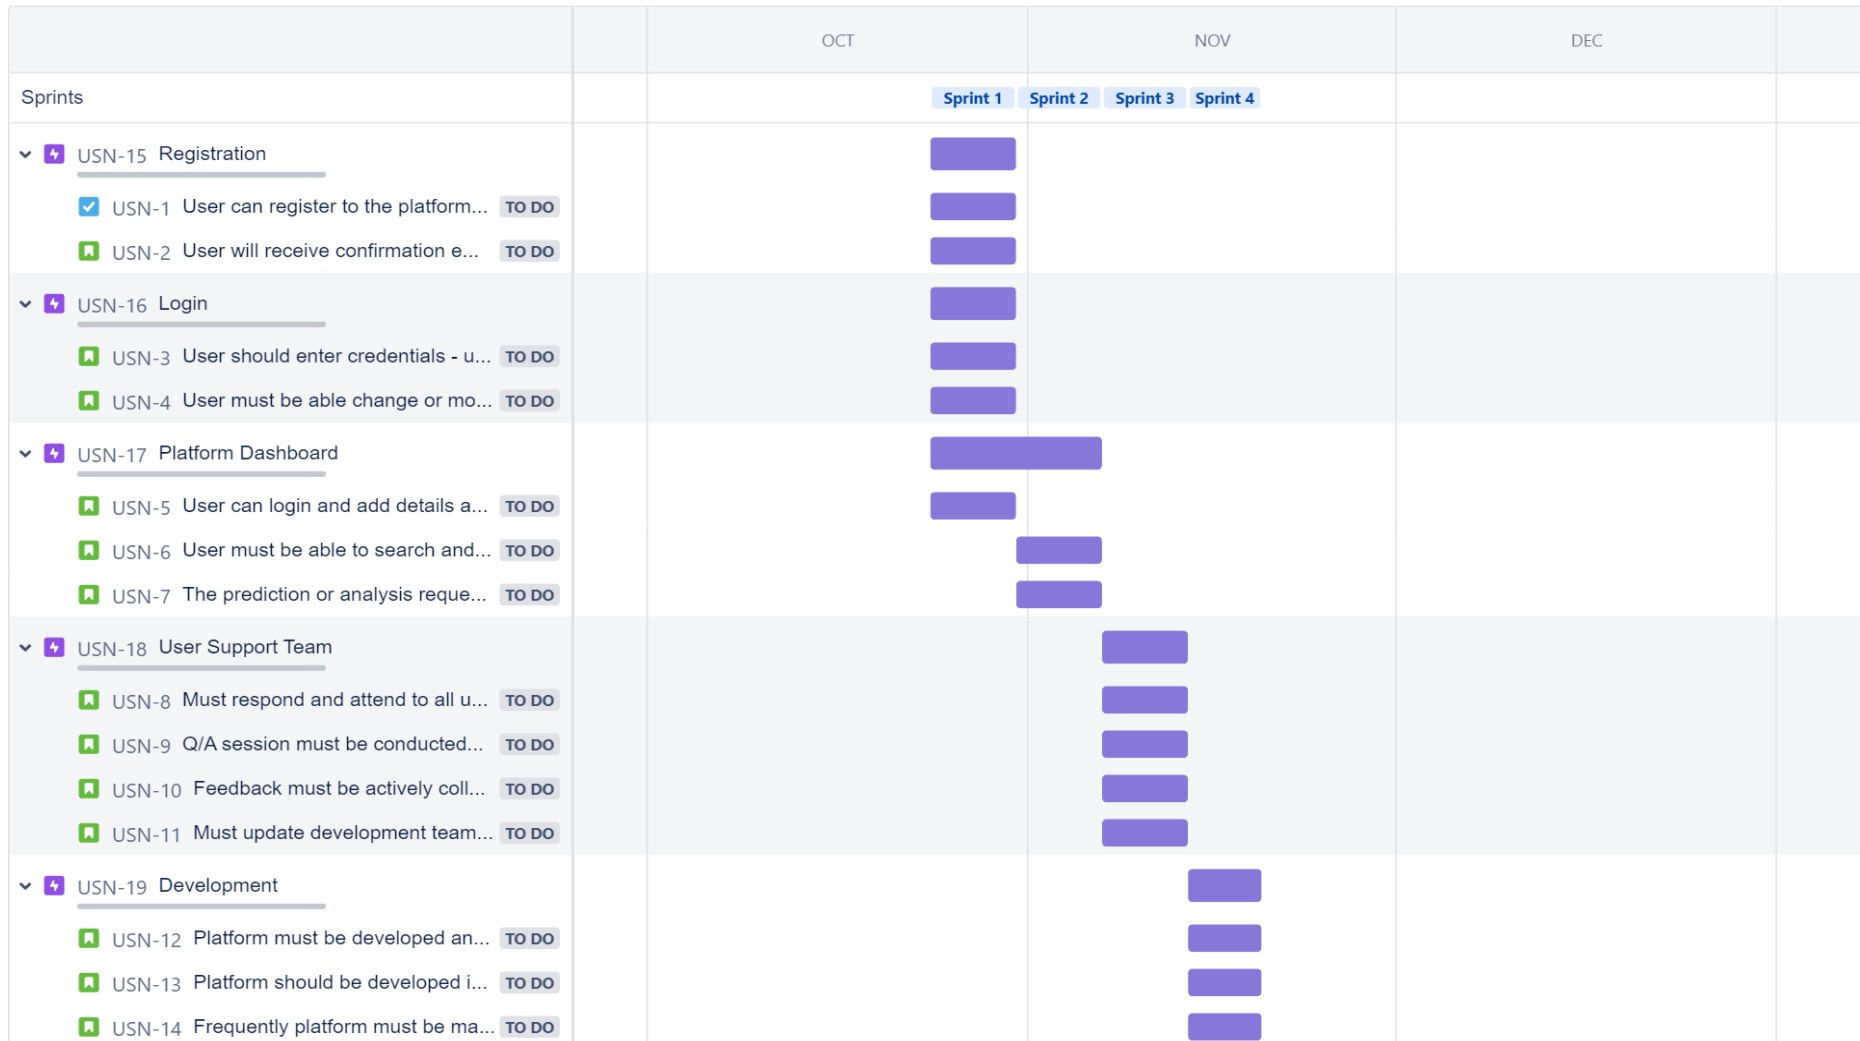 OCT NOV DEC
Sprints Sprint 1 Sprint 2 Sprint 3 Sprint 4
USN-15 Registration
USN-1 User can register to the platform... TO DO
USN-2 User will receive confirmation e... TO DO
USN-16 Login
USN-3 User should enter credentials - u... TO DO
USN-4 User must be able change or mo... TO DO
USN-17 Platform Dashboard
USN-5 User can login and add details a... TO DO
USN-6 User must be able to search and... TO DO
USN-7 The prediction or analysis reque... TO DO
USN-18 User Support Team
USN-8 Must respond and attend to all u... TO DO
USN-9 Q/A session must be conducted... TO DO
USN-10 Feedback must be actively coll... TO DO
USN-11 Must update development team... TO DO
USN-19 Development
USN-12 Platform must be developed an... TO DO
USN-13 Platform should be developed i... TO DO
USN-14 Frequently platform must be ma... TO DO